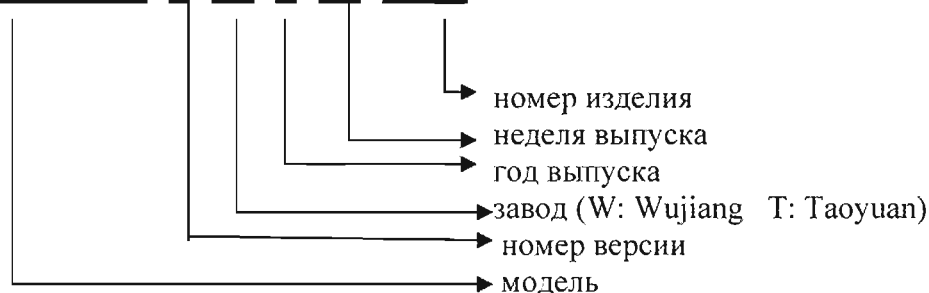 номер изделия
неделя выпуска
год выпуска
завод (W: Wujiang T: Taoyuan)
номер версии
модель